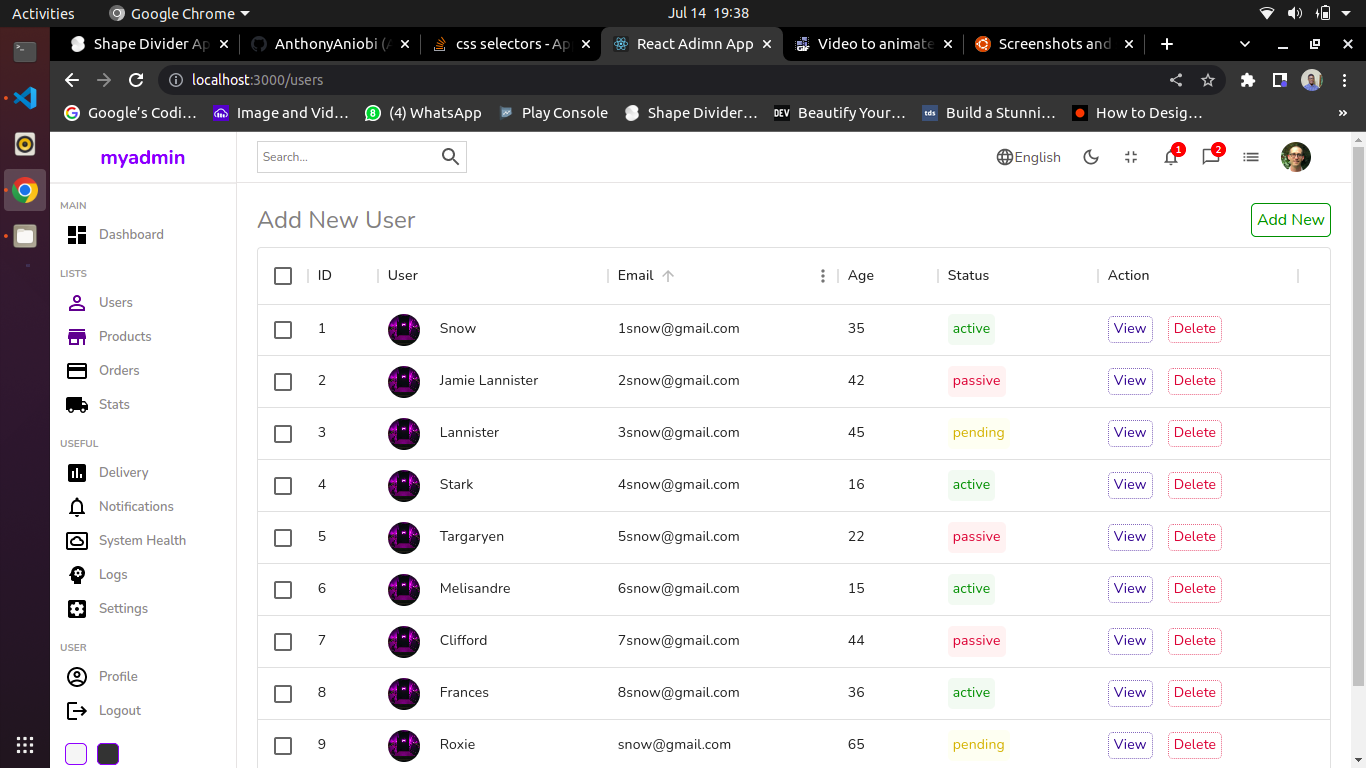 Activities Google Chrome Jul 14 19:38
Shape Divider Ap AnthonyAniobi (A css selectors - Ap React Adimn App Video to animate Screenshots and
localhost:3000/users
Google's Codi... Image and Vid... (4) WhatsApp Play Console Shape Divider... DEV Beautify Your... tds Build a Stunni... How to Desig... »
myadmin Search... English 1 2
MAIN
Dashboard
LISTS
Users
Products
Orders
Stats
USEFUL
Delivery
Notifications
System Health
Logs
Settings
USER
Profile
Logout
Add New User Add New
ID User Email Age Status Action
1 Snow 1snow@gmail.com 35 active View Delete
2 Jamie Lannister 2snow@gmail.com 42 passive View Delete
3 Lannister 3snow@gmail.com 45 pending View Delete
4 Stark 4snow@gmail.com 16 active View Delete
5 Targaryen 5snow@gmail.com 22 passive View Delete
6 Melisandre 6snow@gmail.com 15 active View Delete
7 Clifford 7snow@gmail.com 44 passive View Delete
8 Frances 8snow@gmail.com 36 active View Delete
9 Roxie snow@gmail.com 65 pending View Delete